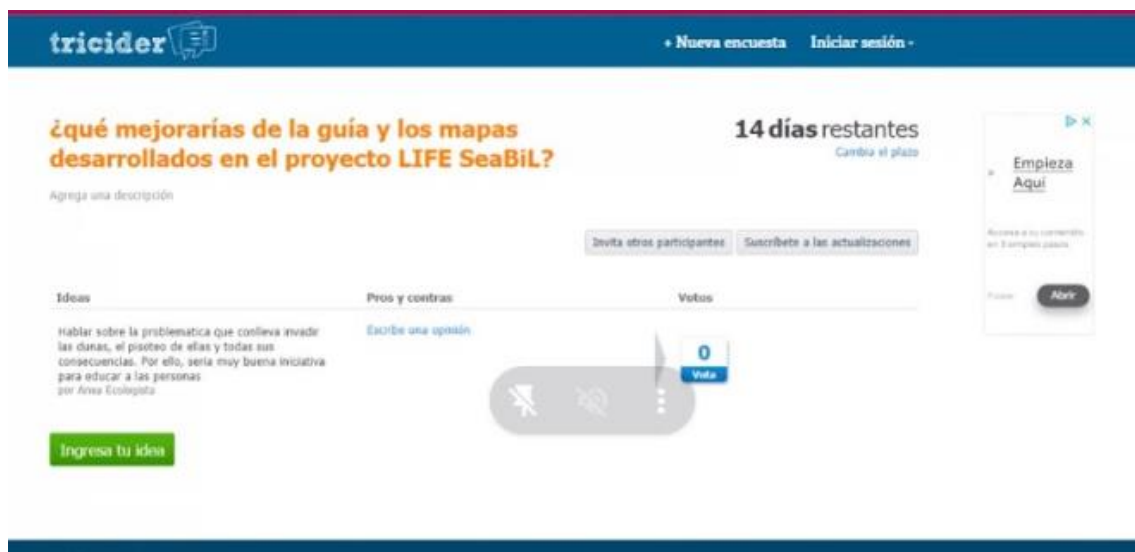 tricider
+ Nueva encuesta
Iniciar sesión
¿qué mejorarías de la guía y los mapas
desarrollados en el proyecto LIFE SeaBiL?
14 días restantes
Cambia el plazo
Agrega una descripción
Invita otros participantes
Suscríbete a las actualizaciones
Ideas
Pros y contras
Votos
Hablar sobre la problematica que conlleva invadir
las dunas, el pisoteo de ellas y todas sus
consecuencias. Por ello, seria muy buena iniciativa
para educar a las personas
por Ecologista
Escribe una opinión
0
Vota
Ingresa tu idea
Empieza
Aquí
Abrir